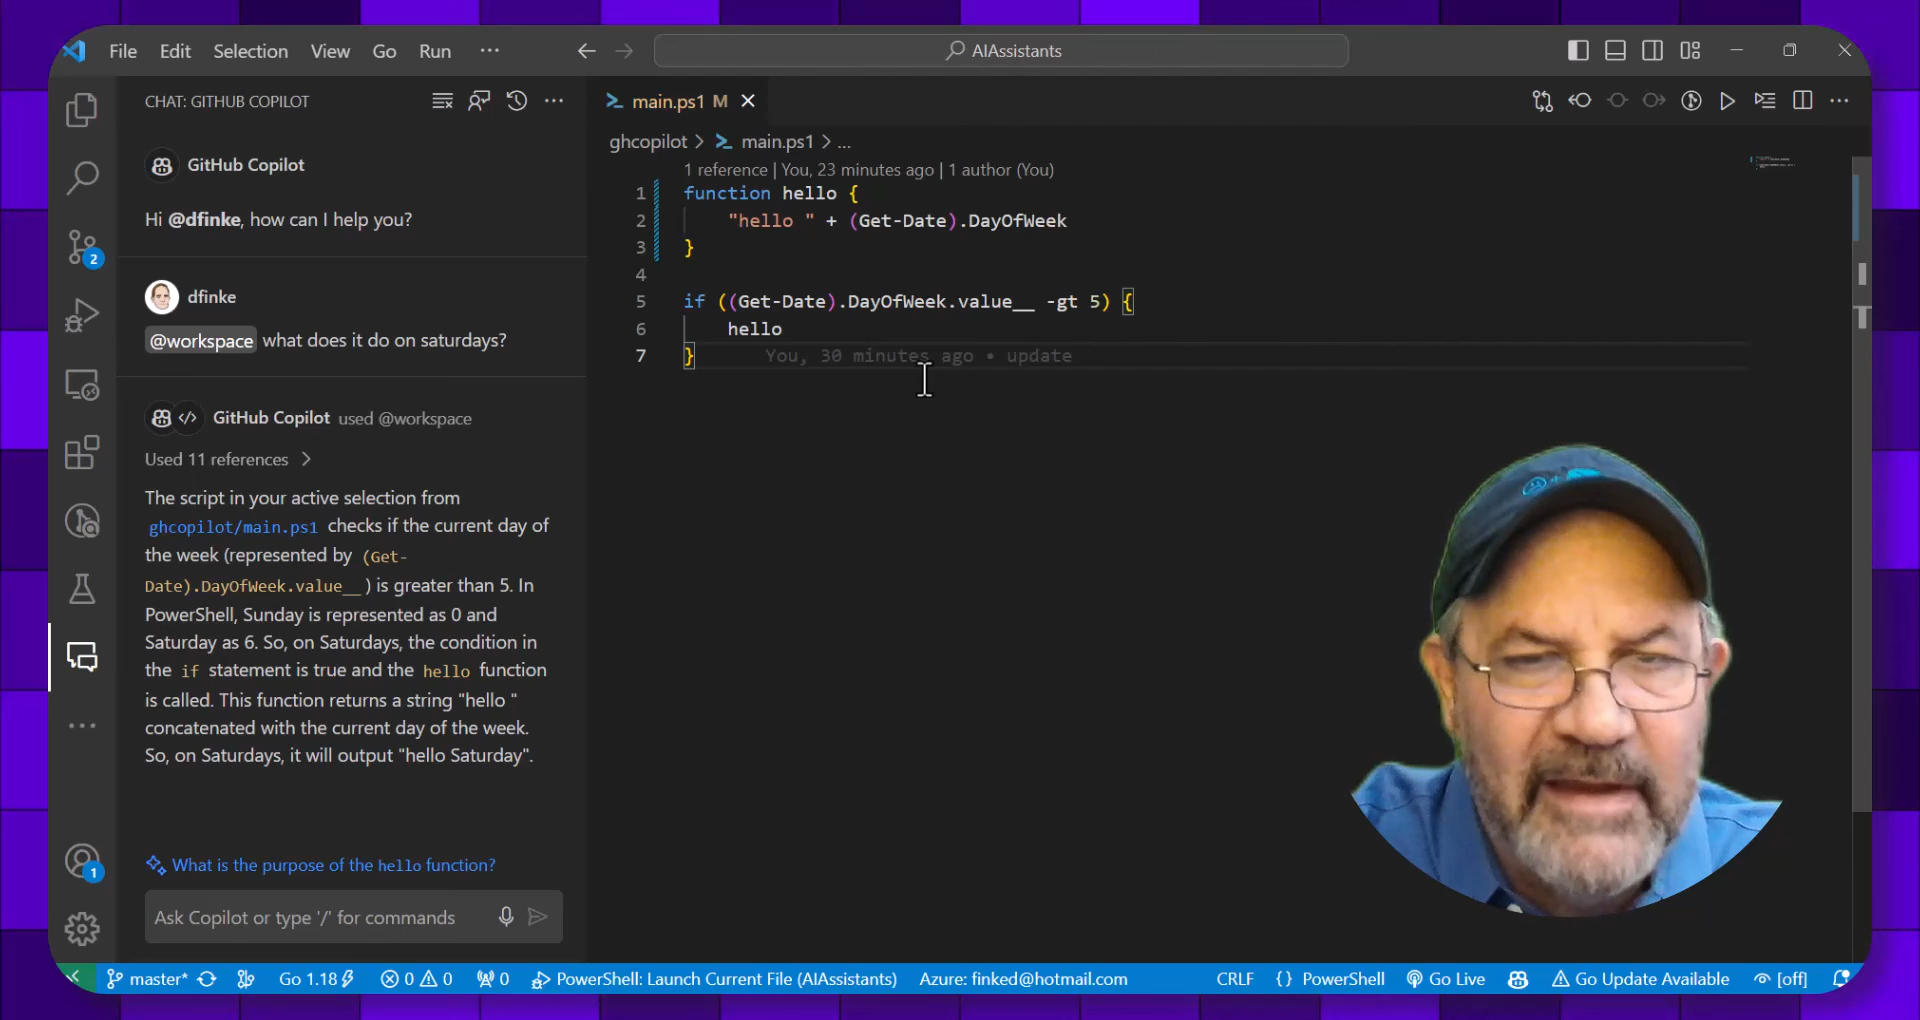 File Edit Selection View Go Run ...
AIAssistants
CHAT: GITHUB COPILOT
GitHub Copilot
Hi @dfinke, how can I help you?
2
dfinke
@workspace what does it do on saturdays?
GitHub Copilot used @workspace
Used 11 references
The script in your active selection from
ghcopilot/main.ps1 checks if the current day of
the week (represented by (Get-
Date).DayOfWeek.value__ ) is greater than 5. In
PowerShell, Sunday is represented as 0 and
Saturday as 6. So, on Saturdays, the condition in
the if statement is true and the hello function
is called. This function returns a string "hello "
concatenated with the current day of the week.
So, on Saturdays, it will output "hello Saturday".
1
What is the purpose of the hello function?
Ask Copilot or type '/' for commands
main.ps1 M
ghcopilot > main.ps1 > ...
1 reference | You, 23 minutes ago | 1 author (You)
1 function hello {
2 "hello " + (Get-Date).DayOfWeek
3 }
4
5 if ((Get-Date).DayOfWeek.value__ -gt 5) {
6 hello
7 } You, 30 minutes ago • update
master* Go 1.18 0 0 0 PowerShell: Launch Current File (AIAssistants) Azure: finked@hotmail.com CRLF {} PowerShell Go Live Go Update Available [off]